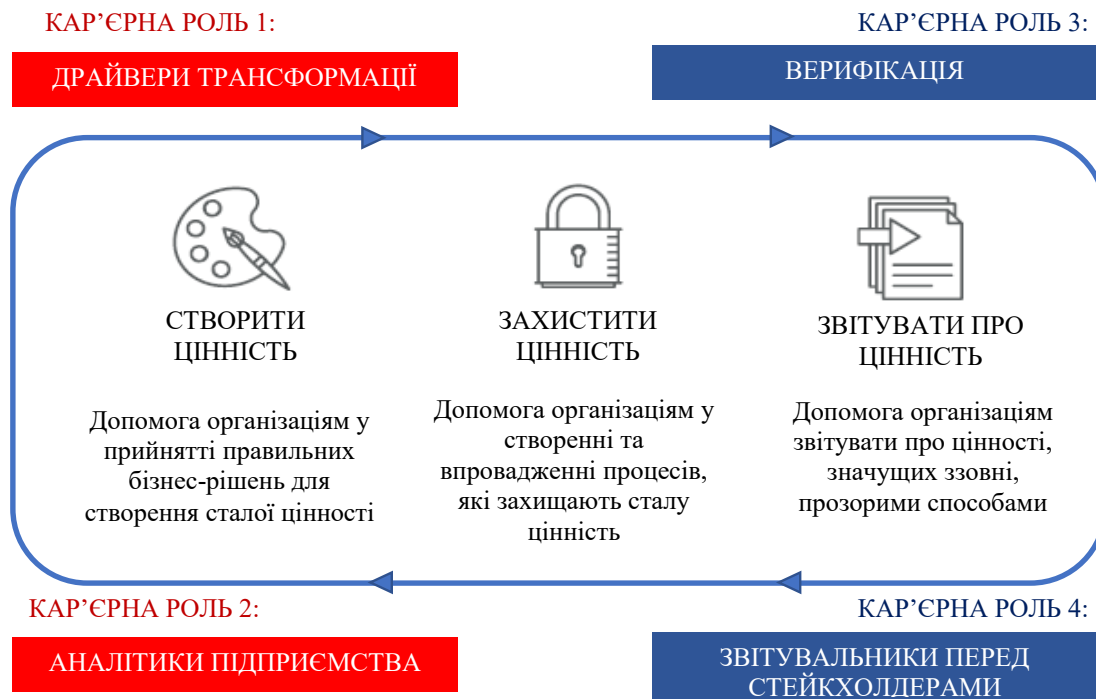 КАР’ЄРНА РОЛЬ 1:
ДРАЙВЕРИ ТРАНСФОРМАЦІЇ
КАР’ЄРНА РОЛЬ 3:
ВЕРИФІКАЦІЯ
СТВОРИТИ
ЦІННІСТЬ
Допомога організаціям у
прийнятті правильних
бізнес-рішень для
створення сталої цінності
ЗАХИСТИТИ
ЦІННІСТЬ
Допомога організаціям у
створенні та
впровадженні процесів,
які захищають сталу
цінність
ЗВІТУВАТИ ПРО
ЦІННІСТЬ
Допомога організаціям
звітувати про цінності,
значущих ззовні,
прозорими способами
КАР’ЄРНА РОЛЬ 2:
АНАЛІТИКИ ПІДПРИЄМСТВА
КАР’ЄРНА РОЛЬ 4:
ЗВІТУВАЛЬНИКИ ПЕРЕД
СТЕЙКХОЛДЕРАМИ